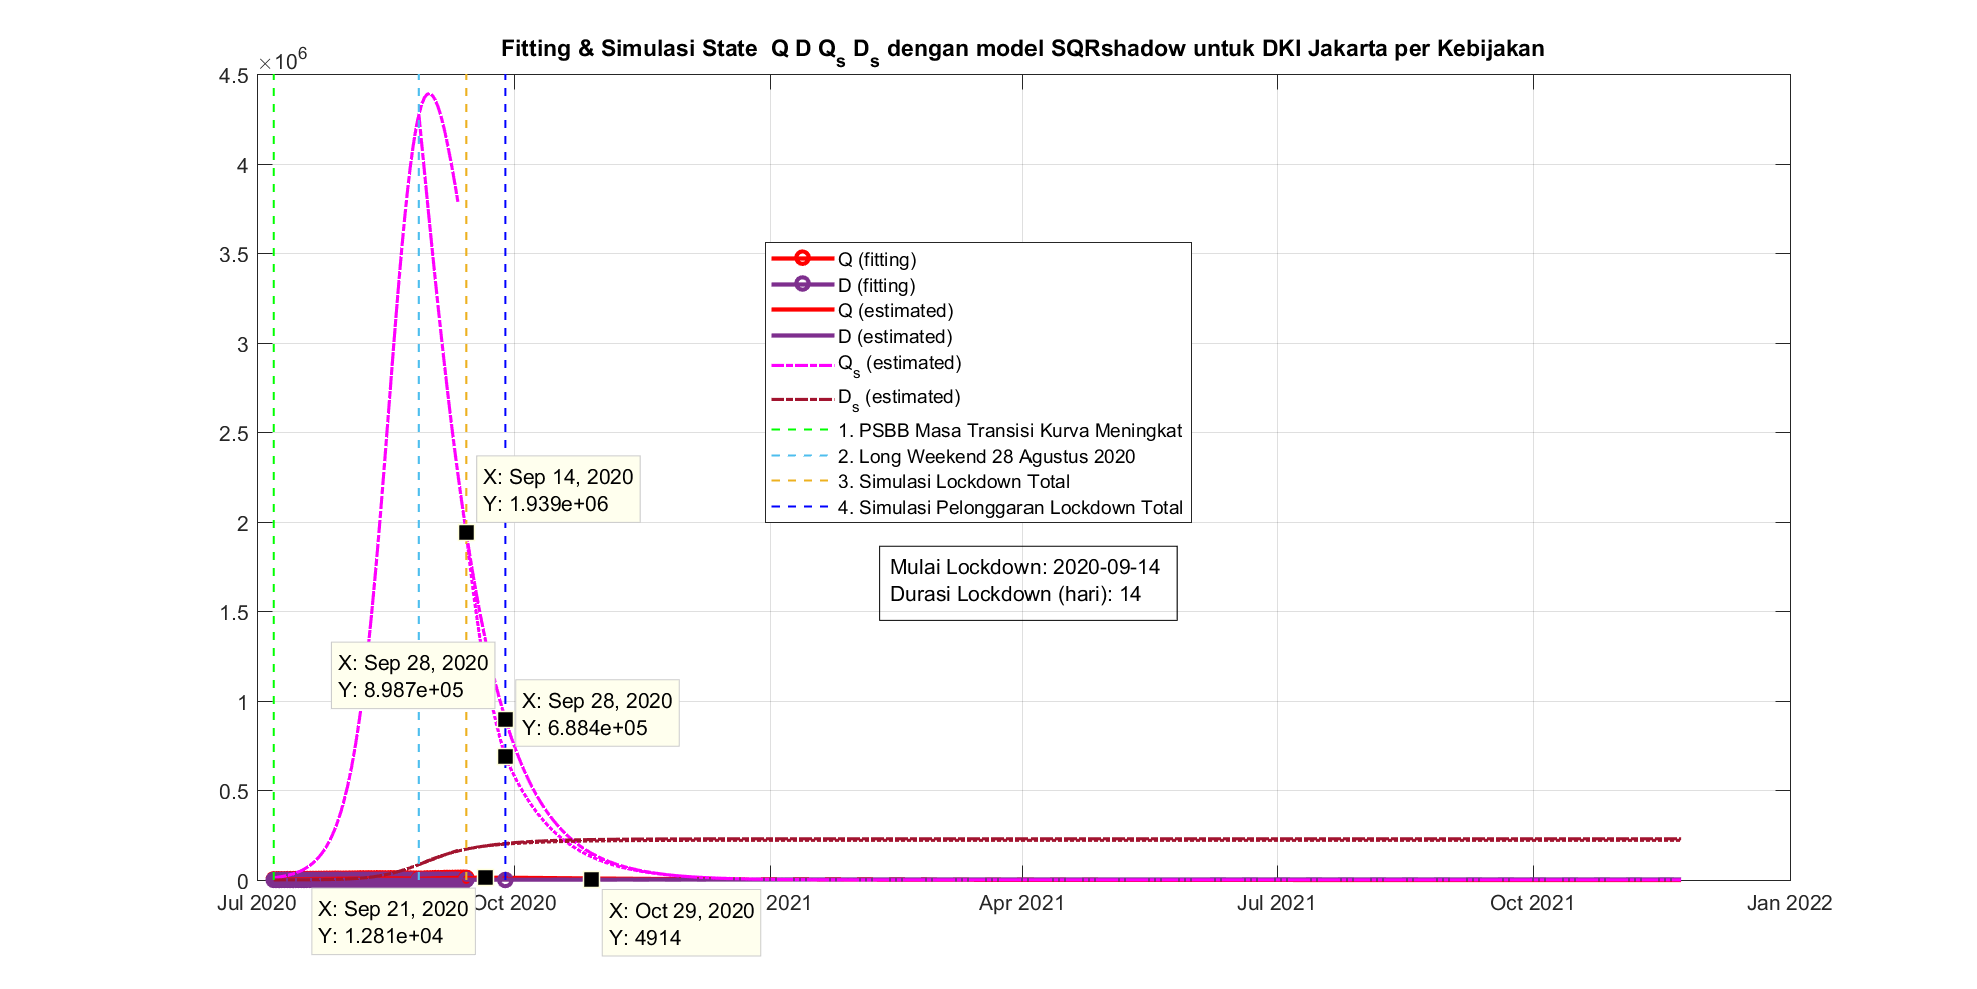 Fitting & Simulasi State Q D Qs Ds dengan model SQRshadow untuk DKI Jakarta per Kebijakan
×10^6
4.5
4
3.5
3
2.5
2
1.5
1
0.5
0
Q (fitting)
D (fitting)
Q (estimated)
D (estimated)
Qs (estimated)
Ds (estimated)
1. PSBB Masa Transisi Kurva Meningkat
2. Long Weekend 28 Agustus 2020
3. Simulasi Lockdown Total
4. Simulasi Pelonggaran Lockdown Total
X: Sep 14, 2020
Y: 1.939e+06
Mulai Lockdown: 2020-09-14
Durasi Lockdown (hari): 14
X: Sep 28, 2020
Y: 8.987e+05
X: Sep 28, 2020
Y: 6.884e+05
Jul 2020
Oct 2020
2021
Apr 2021
Jul 2021
Oct 2021
Jan 2022
X: Sep 21, 2020
Y: 1.281e+04
X: Oct 29, 2020
Y: 4914